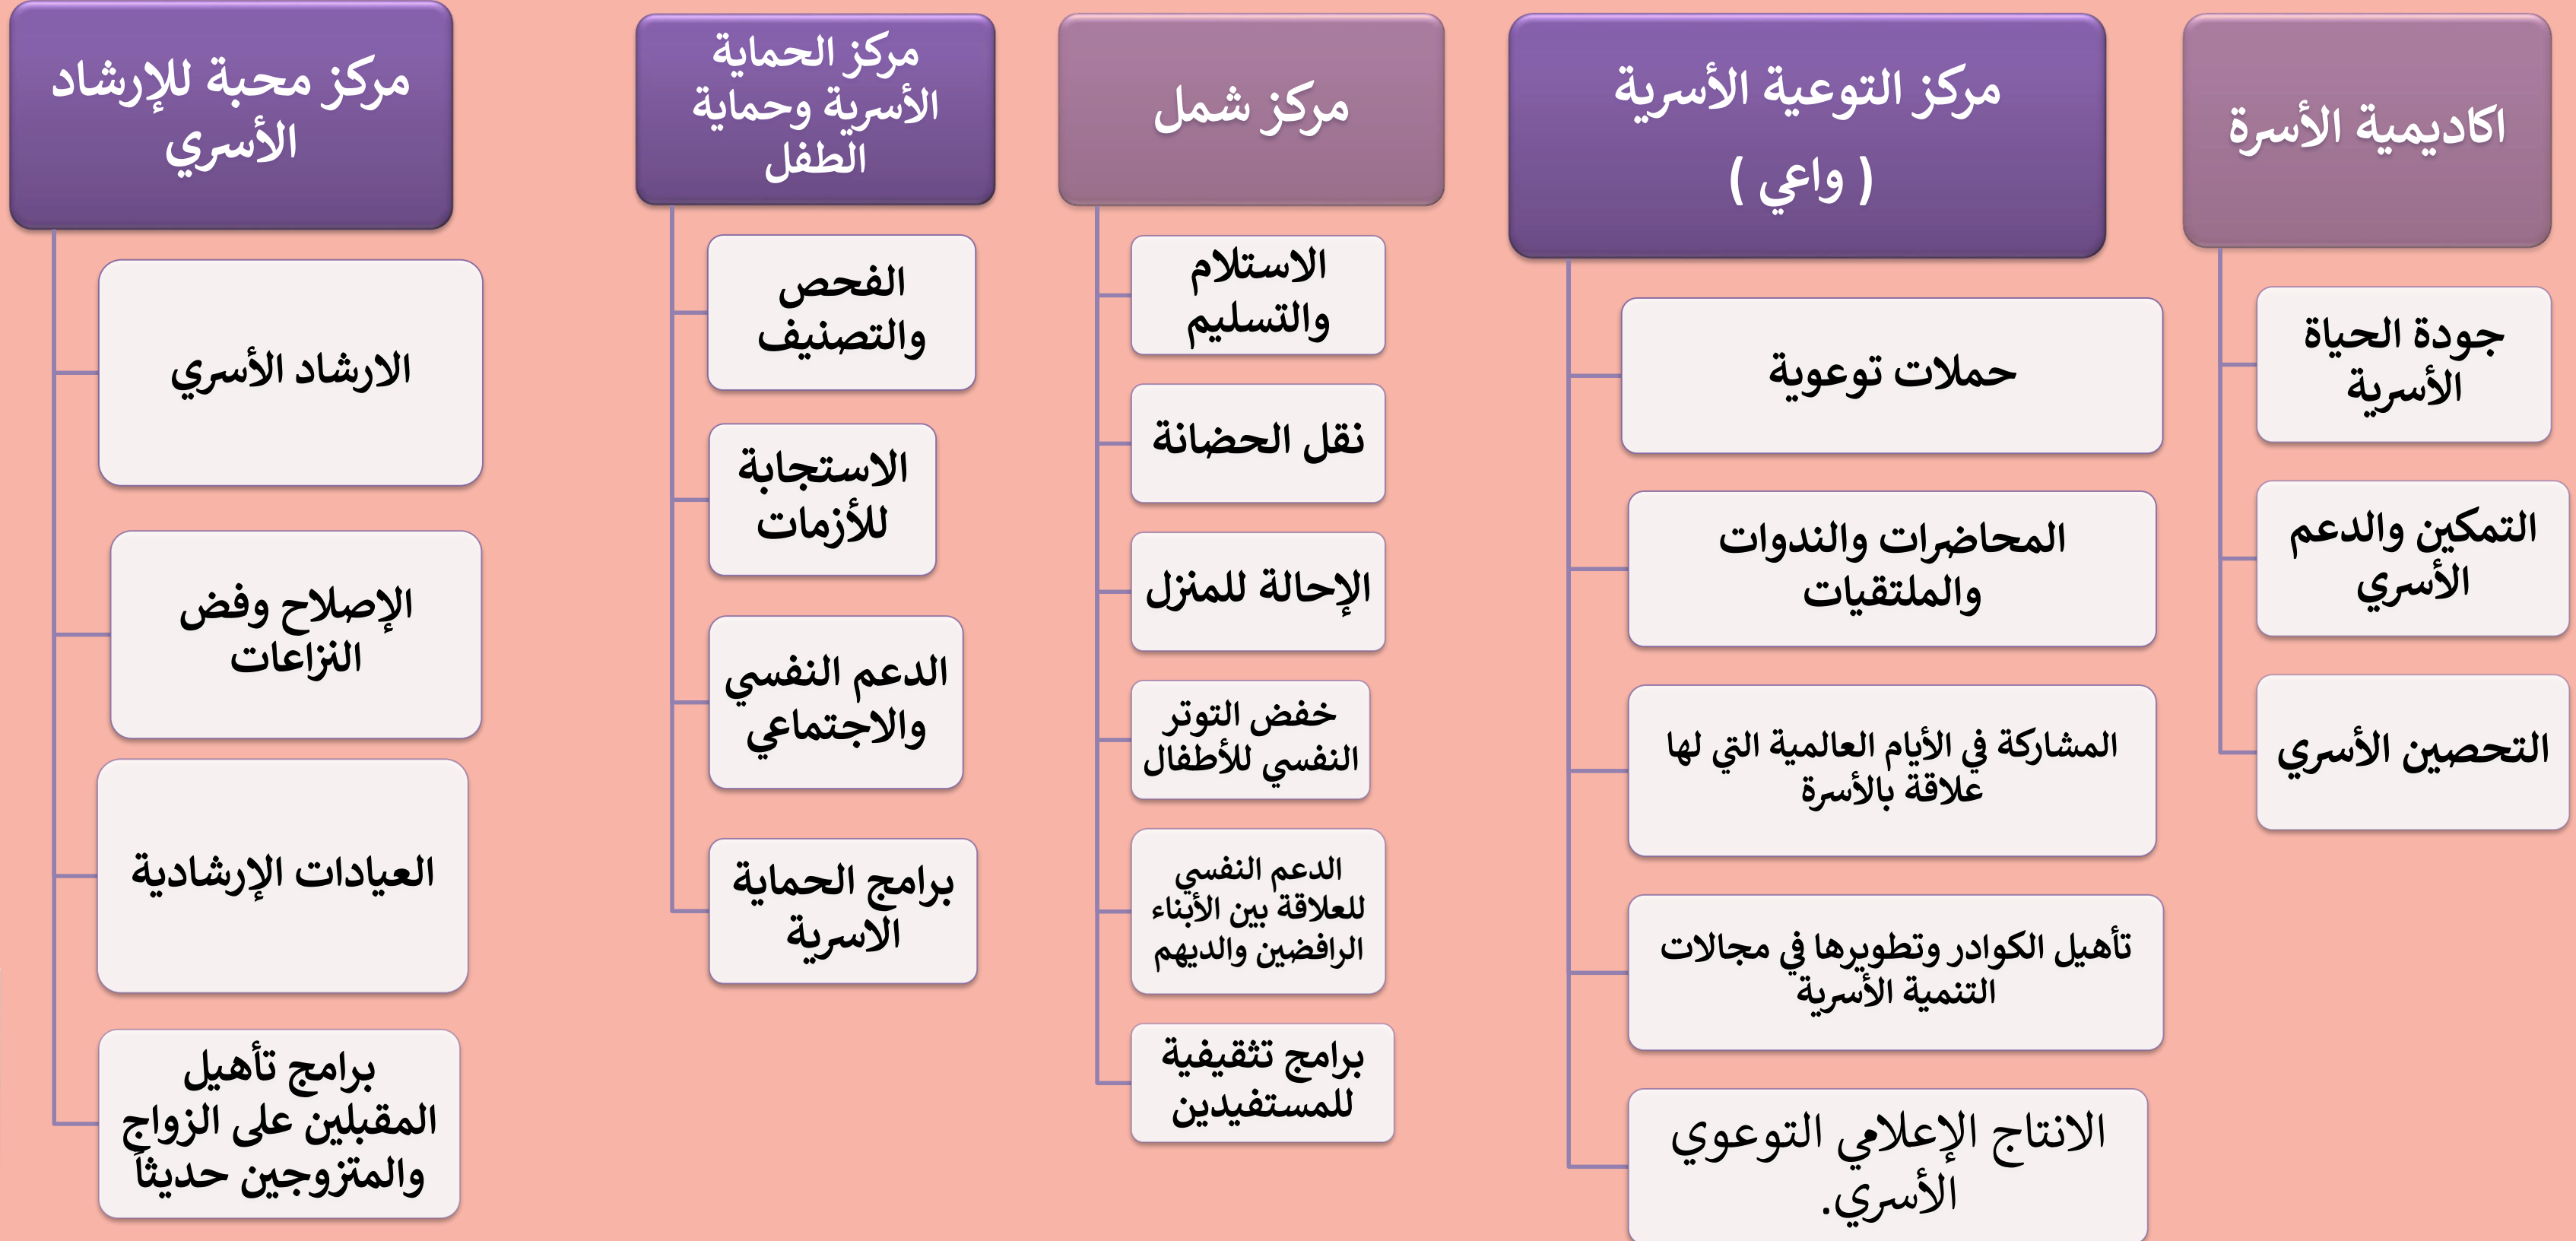 اكاديمية الأسرة
جودة الحياة
الأسرية
التمكين والدعم
الأسري
التحصين الأسري
مركز التوعية الأسرية
( واعي )
حملات توعوية
المحاضرات والندوات
والملتقيات
المشاركة في الأيام العالمية التي لها
علاقة بالأسرة
تأهيل الكوادر وتطويرها في مجالات
التنمية الأسرية
الانتاج الإعلامي التوعوي
الأسري.
مركز شمل
الاستلام
والتسليم
نقل الحضانة
الإحالة للمنزل
خفض التوتر
النفسي للأطفال
الدعم النفسي
للعلاقة بين الأبناء
الرافضين والديهم
برامج تثقيفية
للمستفيدين
مركز الحماية
الأسرية وحماية
الطفل
الفحص
والتصنيف
الاستجابة
للأزمات
الدعم النفسي
والاجتماعي
برامج الحماية
الاسرية
مركز محبة للإرشاد
الأسري
الارشاد الأسري
الإصلاح وفض
النزاعات
العيادات الإرشادية
برامج تأهيل
المقبلين على الزواج
والمتزوجين حديثاً